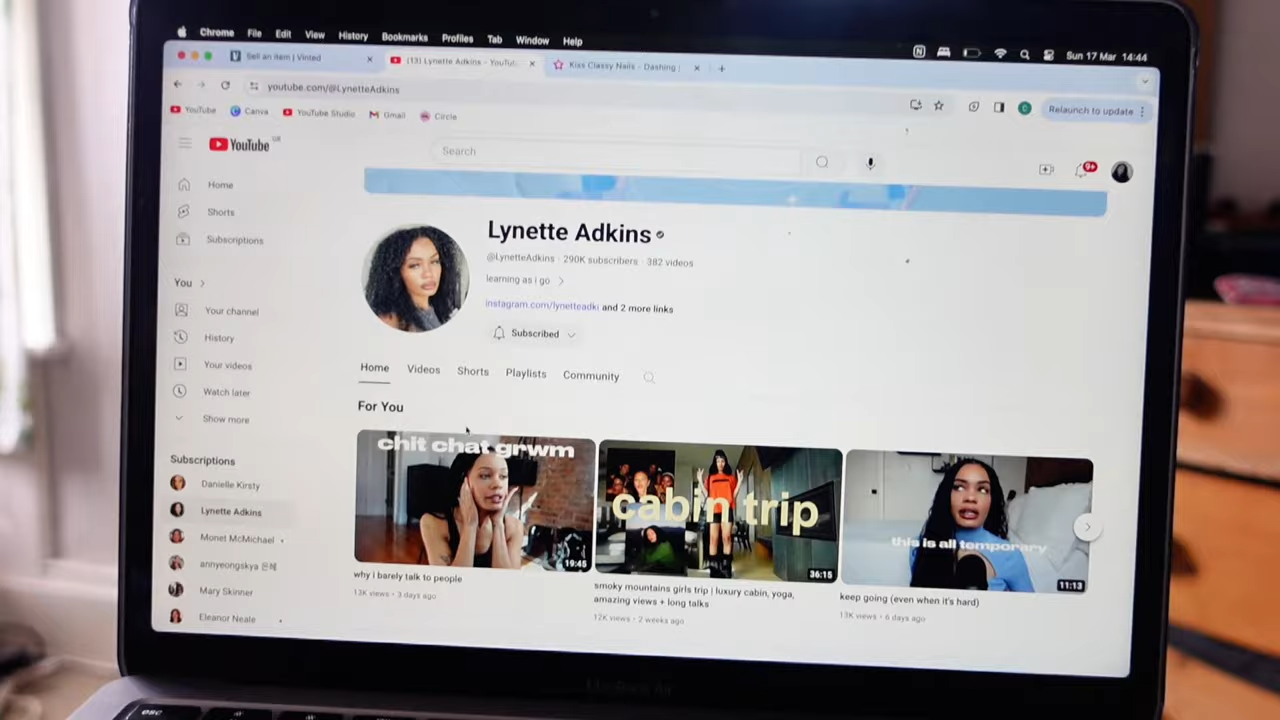 Chrome File Edit View History Bookmarks Profiles Tab Window Help
Sun 17 Mar 14:44
Sell an item | Vinted
(13) Lynette Adkins - YouTu
Kiss Classy Nails - Dashing |
youtube.com/@LynetteAdkins
Relaunch to update
YouTube Canva YouTube Studio Gmail Circle
YouTube GB
Search
9+
Home
Shorts
Subscriptions
You
Your channel
History
Your videos
Watch later
Show more
Subscriptions
Danielle Kirsty
Lynette Adkins
Monet McMichael
Mary Skinner
Eleanor Neale
Lynette Adkins
@LynetteAdkins · 290K subscribers · 382 videos
learning as i go
instagram.com/lynetteadki and 2 more links
Subscribed
Home Videos Shorts Playlists Community
For You
chit chat grwm
19:45
why i barely talk to people
13K views • 3 days ago
cabin trip
36:15
smoky mountains girls trip | luxury cabin, yoga,
amazing views + long talks
12K views • 2 weeks ago
this is all temporary
11:13
keep going (even when it's hard)
13K views • 6 days ago
MacBook Air
esc